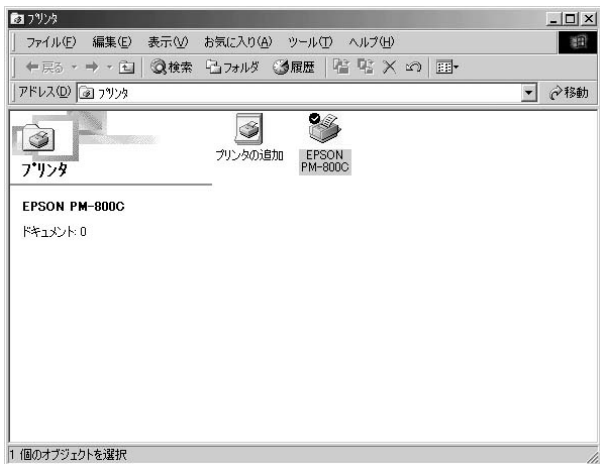 プリンタ
ファイル(F) 編集(E) 表示(V) お気に入り(A) ツール(T) ヘルプ(H)
戻る 検索 フォルダ 履歴
アドレス(D) プリンタ 移動
プリンタ
プリンタの追加
EPSON PM-800C
EPSON PM-800C
ドキュメント: 0
1 個のオブジェクトを選択